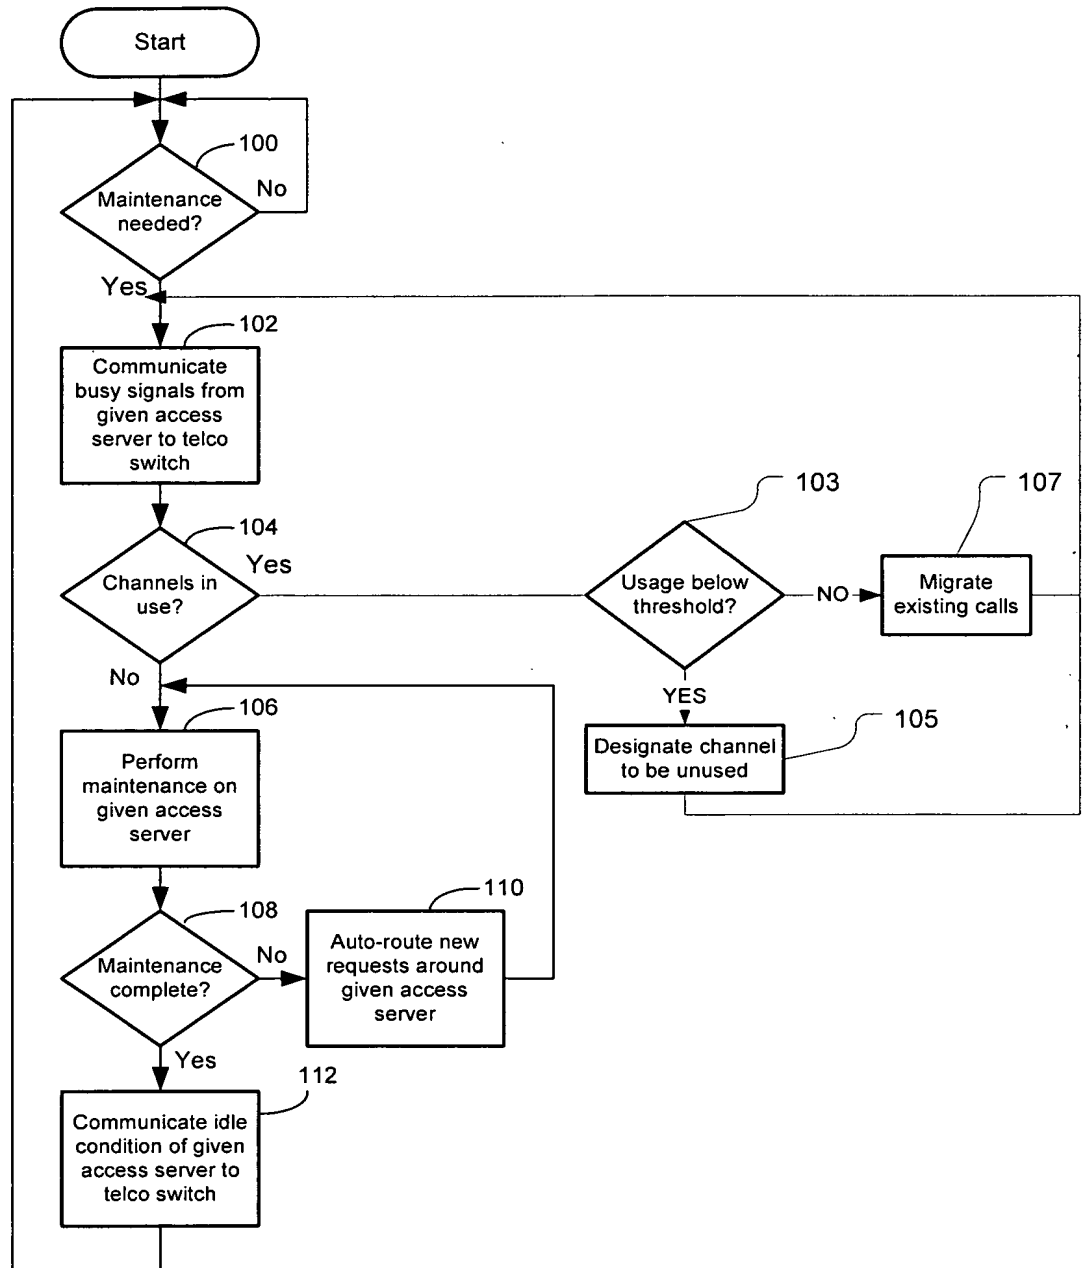 Start
100
Maintenance
needed?
No
Yes
102
Communicate
busy signals from
given access
server to telco
switch
104
Channels in
use?
Yes
No
103
Usage below
threshold?
NO
YES
107
Migrate
existing calls
105
Designate channel
to be unused
106
Perform
maintenance on
given access
server
108
Maintenance
complete?
No
Yes
110
Auto-route new
requests around
given access
server
112
Communicate idle
condition of given
access server to
telco switch